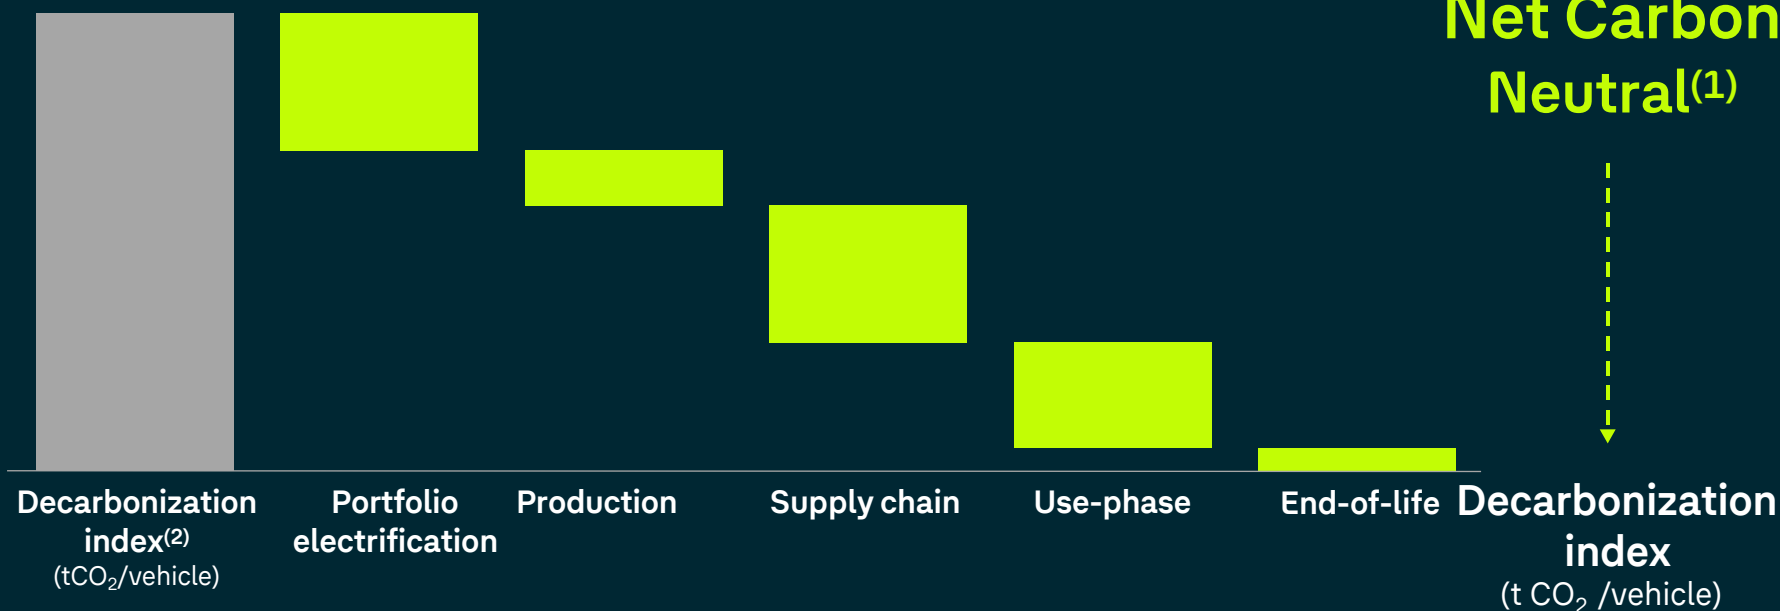 Net Carbon
Neutral(1)
Decarbonization
index(2)
(tCO₂/vehicle)
Portfolio
electrification
Production
Supply chain
Use-phase
End-of-life
Decarbonization
index
(t CO₂ /vehicle)